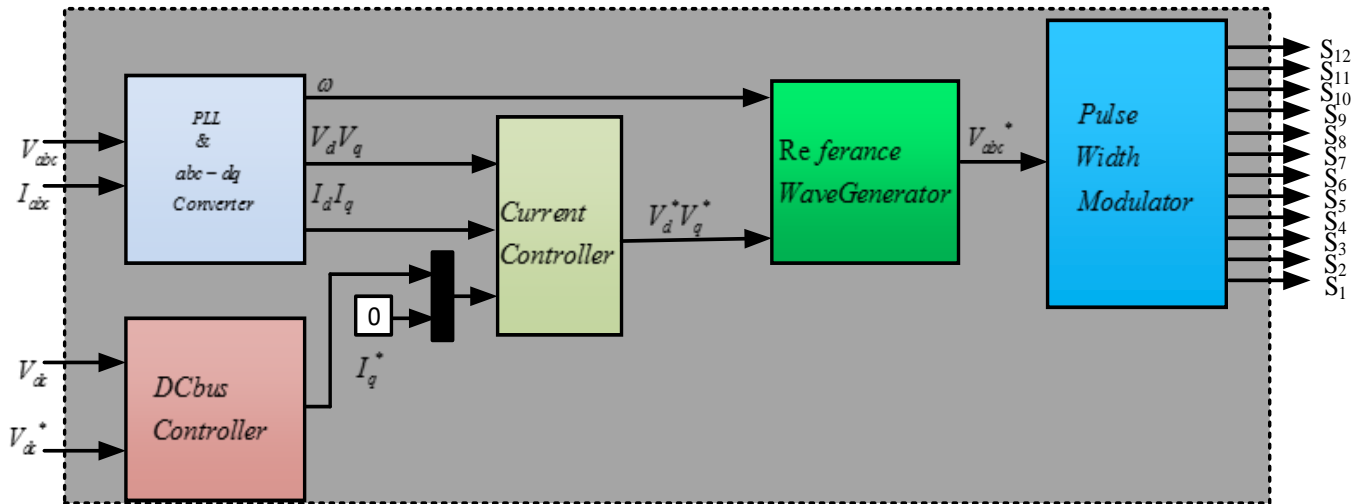 V_abc
I_abc
PLL
&
abc-dq
Converter
ω
V_d V_q
I_d I_q
V_dc
V_dc*
DCbus
Controller
0
I_q*
Current
Controller
V_d* V_q*
Re ferance
WaveGenerator
V_abc*
Pulse
Width
Modulator
S12
S11
S10
S9
S8
S7
S6
S5
S4
S3
S2
S1